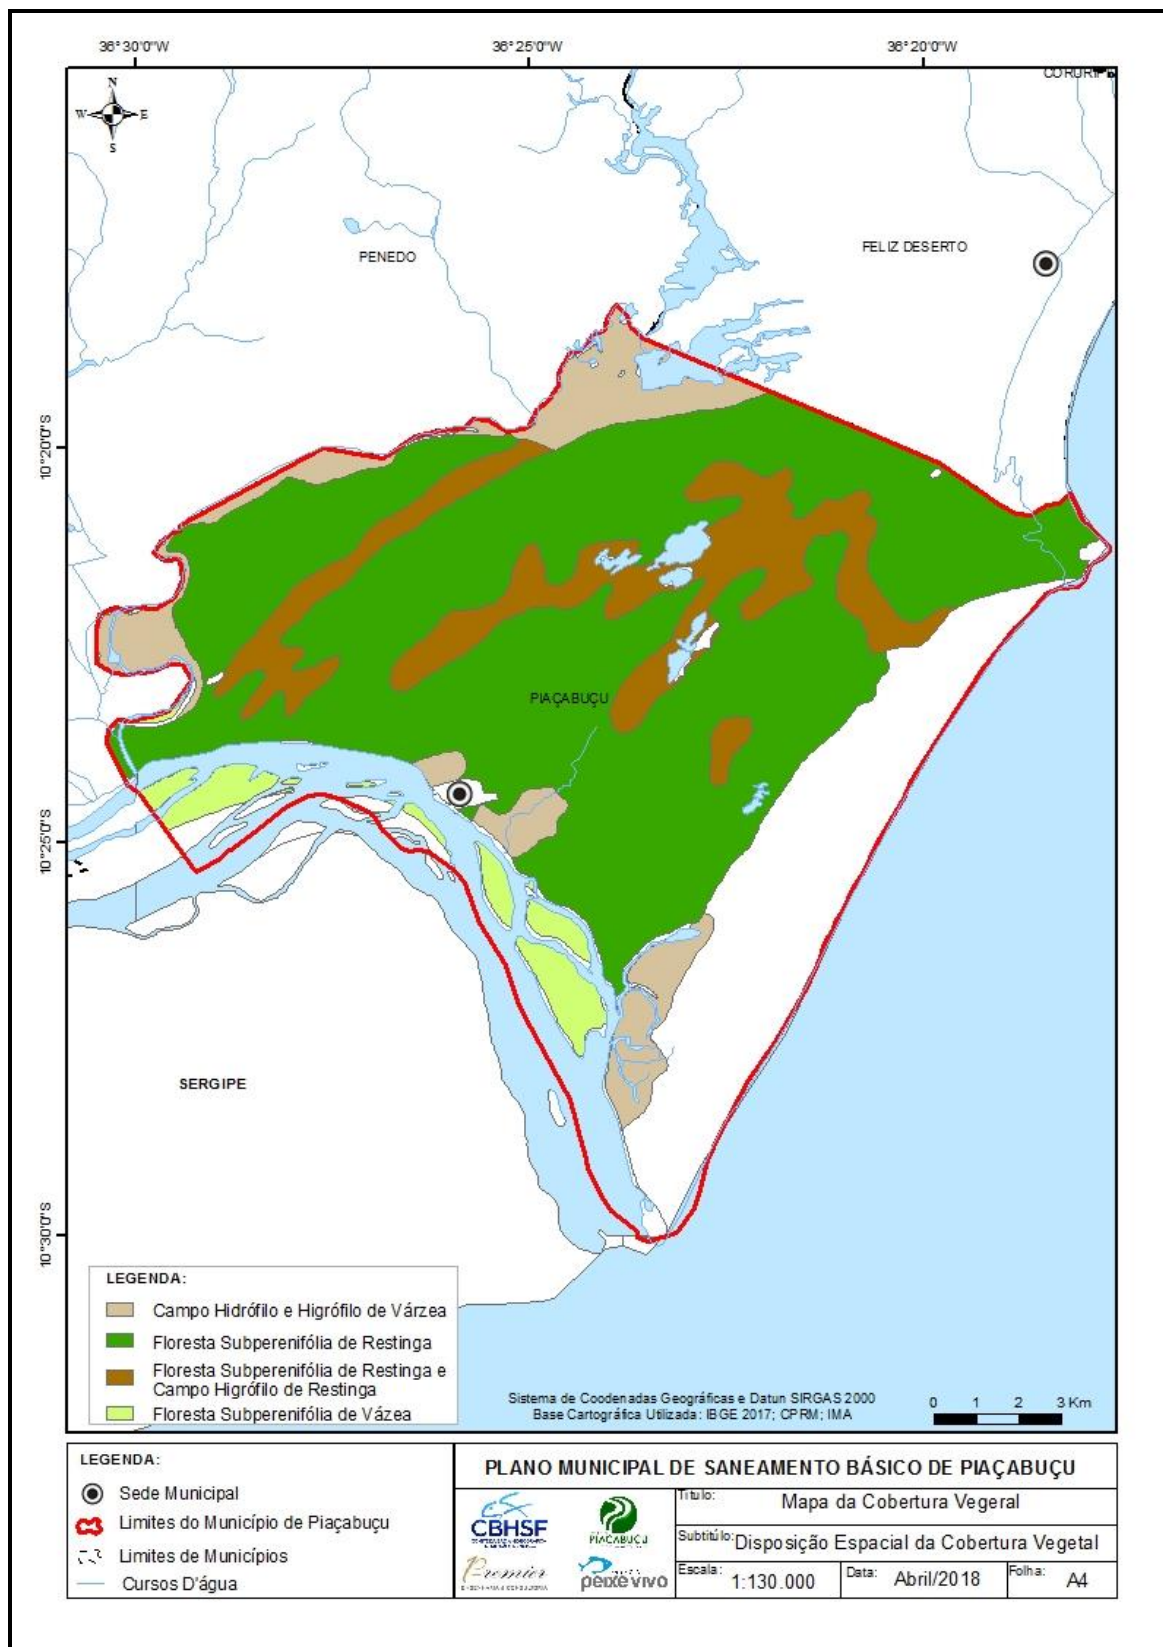 36°30'0"W
36°25'0"W
36°20'0"W
N
W
E
S
PENEDO
FELIZ DESERTO
10°20'0"S
PIAÇABUÇU
10°25'0"S
SERGIPE
10°30'0"S
LEGENDA:
Campo Hidrófilo e Higrófilo de Várzea
Floresta Subperenifólia de Restinga
Floresta Subperenifólia de Restinga e
Campo Higrófilo de Restinga
Floresta Subperenifólia de Vázea
Sistema de Coodenadas Geográficas e Datun SIRGAS 2000
Base Cartográfica Utilizada: IBGE 2017; CPRM; IMA
0 1 2 3 Km
LEGENDA:
Sede Municipal
Limites do Município de Piaçabuçu
Limites de Municípios
Cursos D'água
PLANO MUNICIPAL DE SANEAMENTO BÁSICO DE PIAÇABUÇU
CBHSF
PIAÇABUÇU
Premier
peixe vivo
Titulo: Mapa da Cobertura Vegeral
Subtitúlo: Disposição Espacial da Cobertura Vegetal
Escala: 1:130.000
Data: Abril/2018
Folha: A4